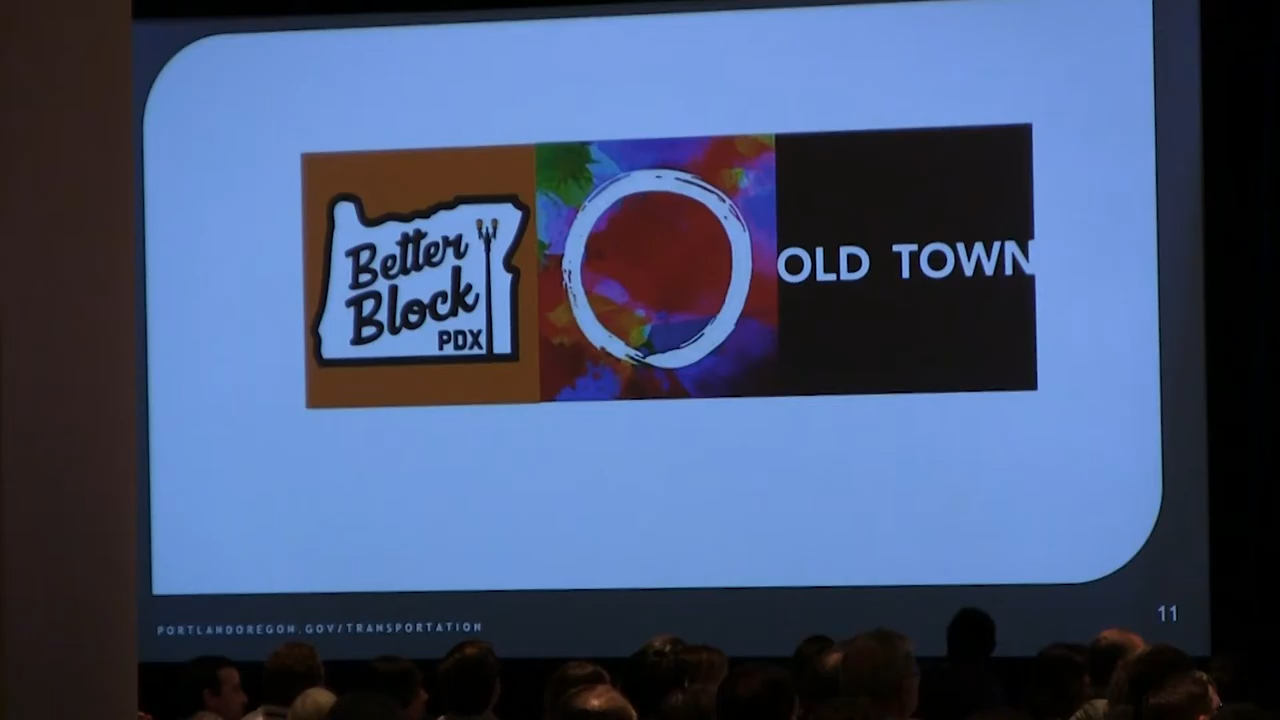 Better
Block
PDX
OLD TOWN
PORTLANDOREGON.GOV/TRANSPORTATION
11